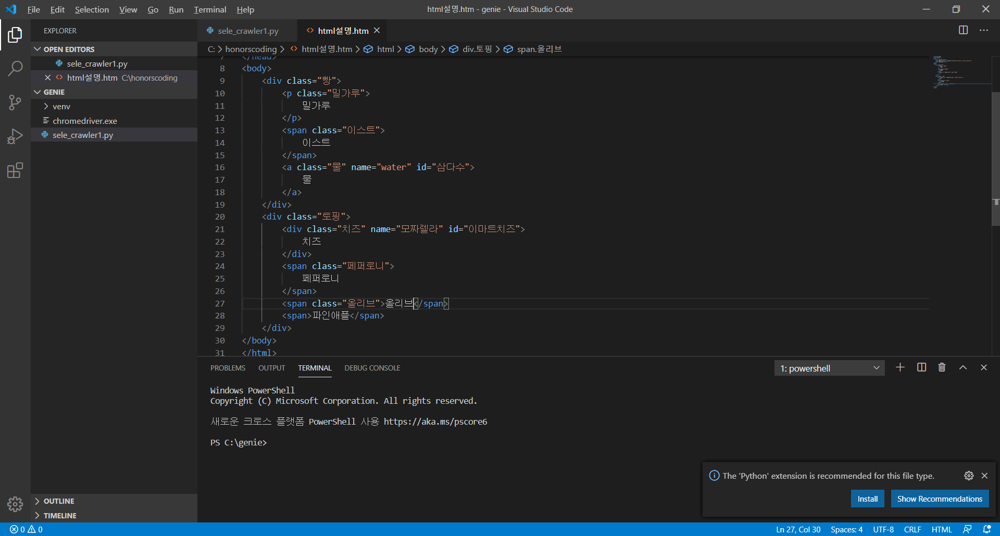 File Edit Selection View Go Run Terminal Help
html설명.htm - genie - Visual Studio Code
EXPLORER
OPEN EDITORS
sele_crawler1.py
html설명.htm C:\honorscoding
GENIE
venv
chromedriver.exe
sele_crawler1.py
OUTLINE
TIMELINE
sele_crawler1.py html설명.htm
C: > honorscoding > html설명.htm > html > body > div.토핑 > span.올리브
7 </head>
8 <body>
9 <div class="빵">
10 <p class="밀가루">
11 밀가루
12 </p>
13 <span class="이스트">
14 이스트
15 </span>
16 <a class="물" name="water" id="삼다수">
17 물
18 </a>
19 </div>
20 <div class="토핑">
21 <div class="치즈" name="모짜렐라" id="이마트치즈">
22 치즈
23 </div>
24 <span class="페퍼로니">
25 페퍼로니
26 </span>
27 <span class="올리브">올리브</span>
28 <span>파인애플</span>
29 </div>
30 </body>
31 </html>
PROBLEMS OUTPUT TERMINAL DEBUG CONSOLE
1: powershell
Windows PowerShell
Copyright (C) Microsoft Corporation. All rights reserved.
새로운 크로스 플랫폼 PowerShell 사용 https://aka.ms/pscore6
PS C:\genie>
The 'Python' extension is recommended for this file type.
Install Show Recommendations
0 0
Ln 27, Col 30 Spaces: 4 UTF-8 CRLF HTML